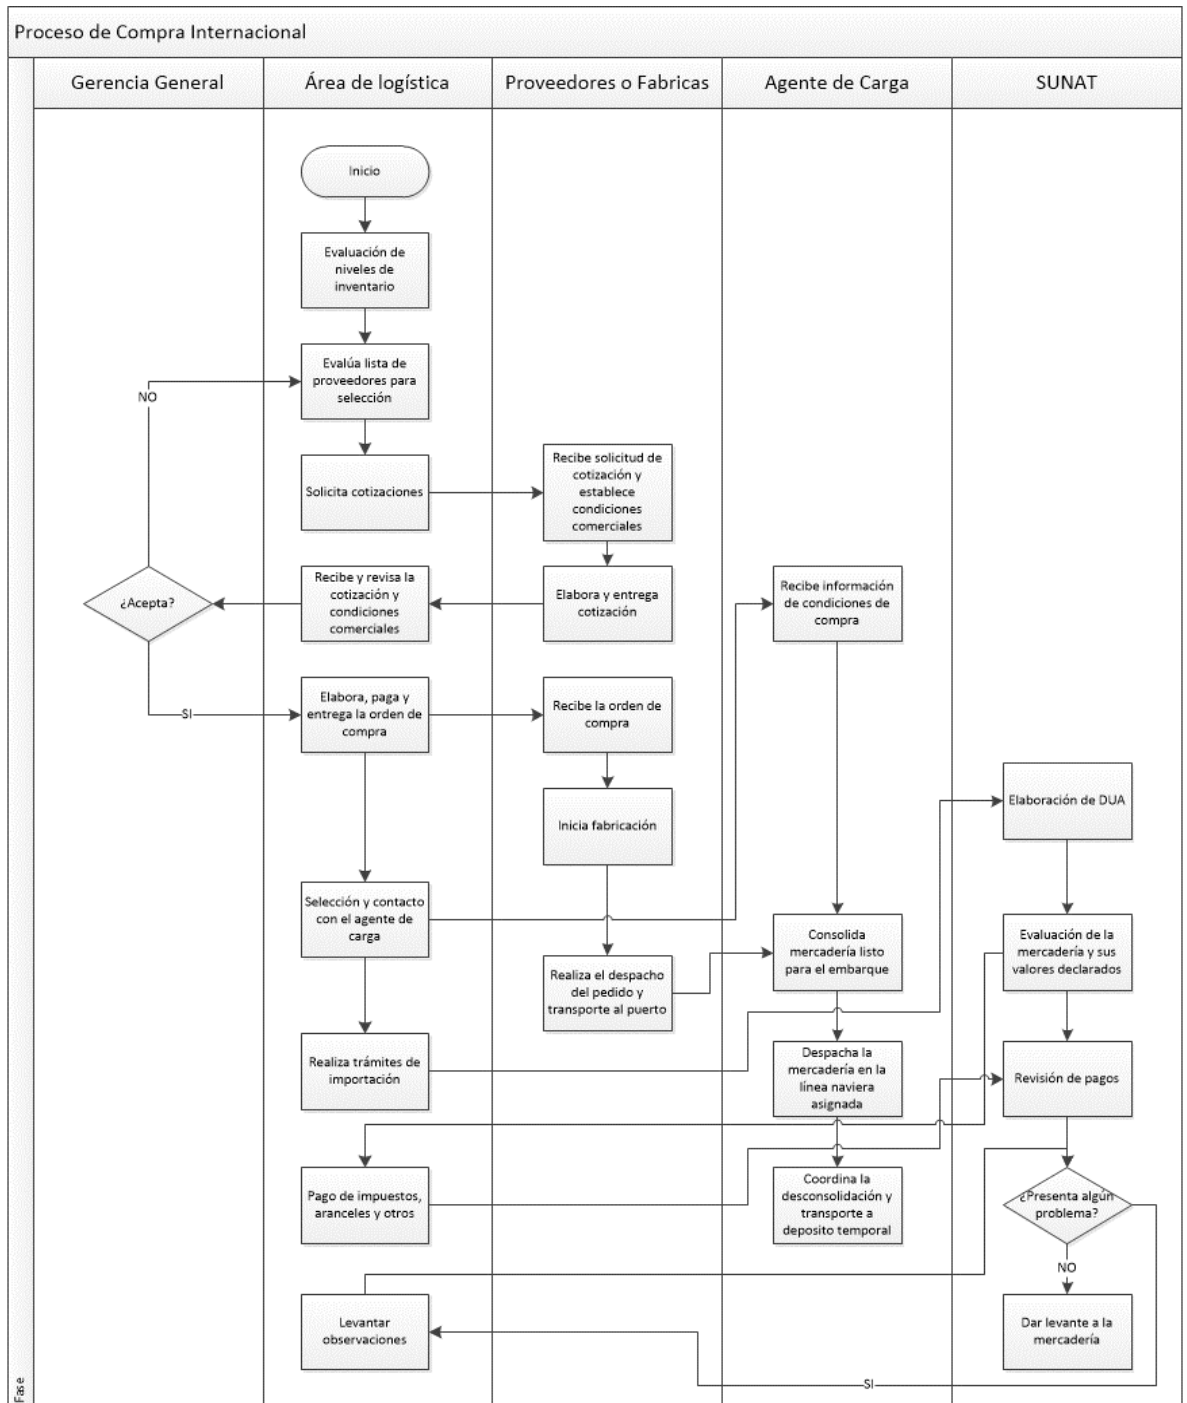 Proceso de Compra Internacional
Gerencia General
Área de logística
Proveedores o Fabricas
Agente de Carga
SUNAT
Inicio
Evaluación de
niveles de
inventario
Evalúa lista de
proveedores para
selección
NO
Solicita cotizaciones
Recibe solicitud de
cotización y
establece
condiciones
comerciales
¿Acepta?
Recibe y revisa la
cotización y
condiciones
comerciales
Elabora y entrega
cotización
Recibe información
de condiciones de
compra
SI
Elabora, paga y
entrega la orden de
compra
Recibe la orden de
compra
Elaboración de DUA
Inicia fabricación
Selección y contacto
con el agente de
carga
Consolida
mercadería listo
para el embarque
Evaluación de la
mercadería y sus
valores declarados
Realiza el despacho
del pedido y
transporte al puerto
Realiza trámites de
importación
Despacha la
mercadería en la
línea naviera
asignada
Revisión de pagos
Pago de impuestos,
aranceles y otros
Coordina la
desconsolidación y
transporte a
deposito temporal
¿Presenta algún
problema?
NO
Levantar
observaciones
Dar levante a la
mercadería
SI
Fase